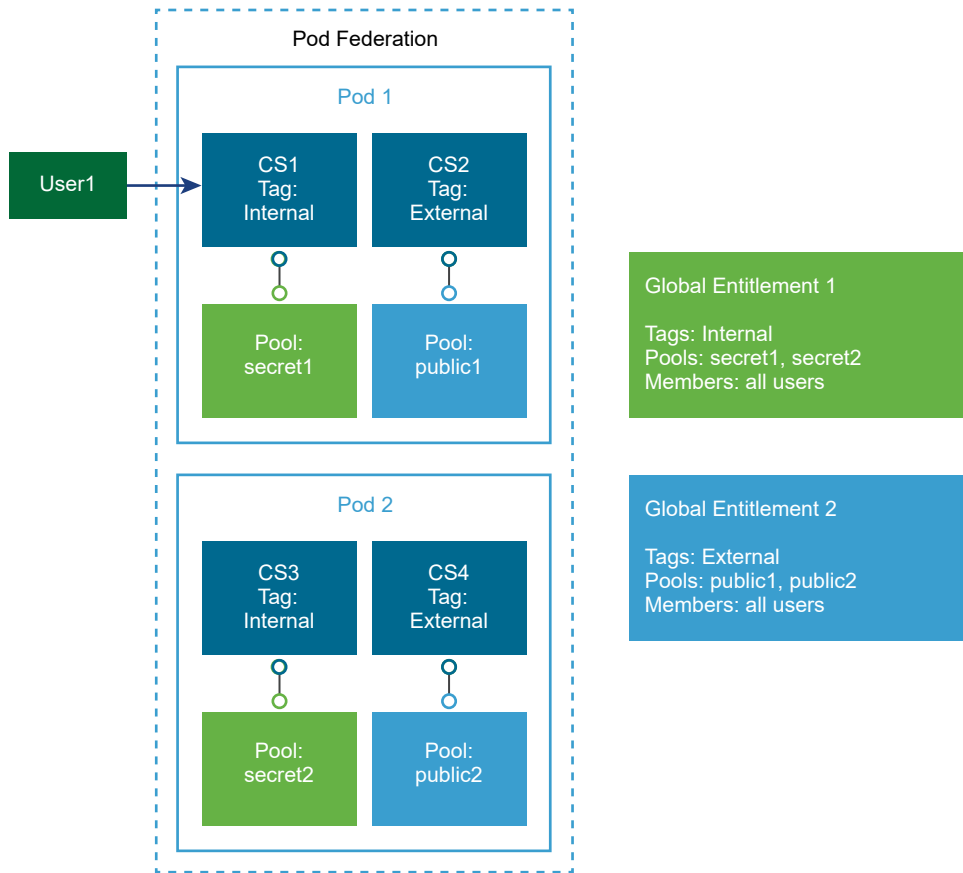 Pod Federation
Pod 1
User1
CS1
Tag:
Internal
CS2
Tag:
External
Pool:
secret1
Pool:
public1
Global Entitlement 1
Tags: Internal
Pools: secret1, secret2
Members: all users
Pod 2
CS3
Tag:
Internal
CS4
Tag:
External
Pool:
secret2
Pool:
public2
Global Entitlement 2
Tags: External
Pools: public1, public2
Members: all users